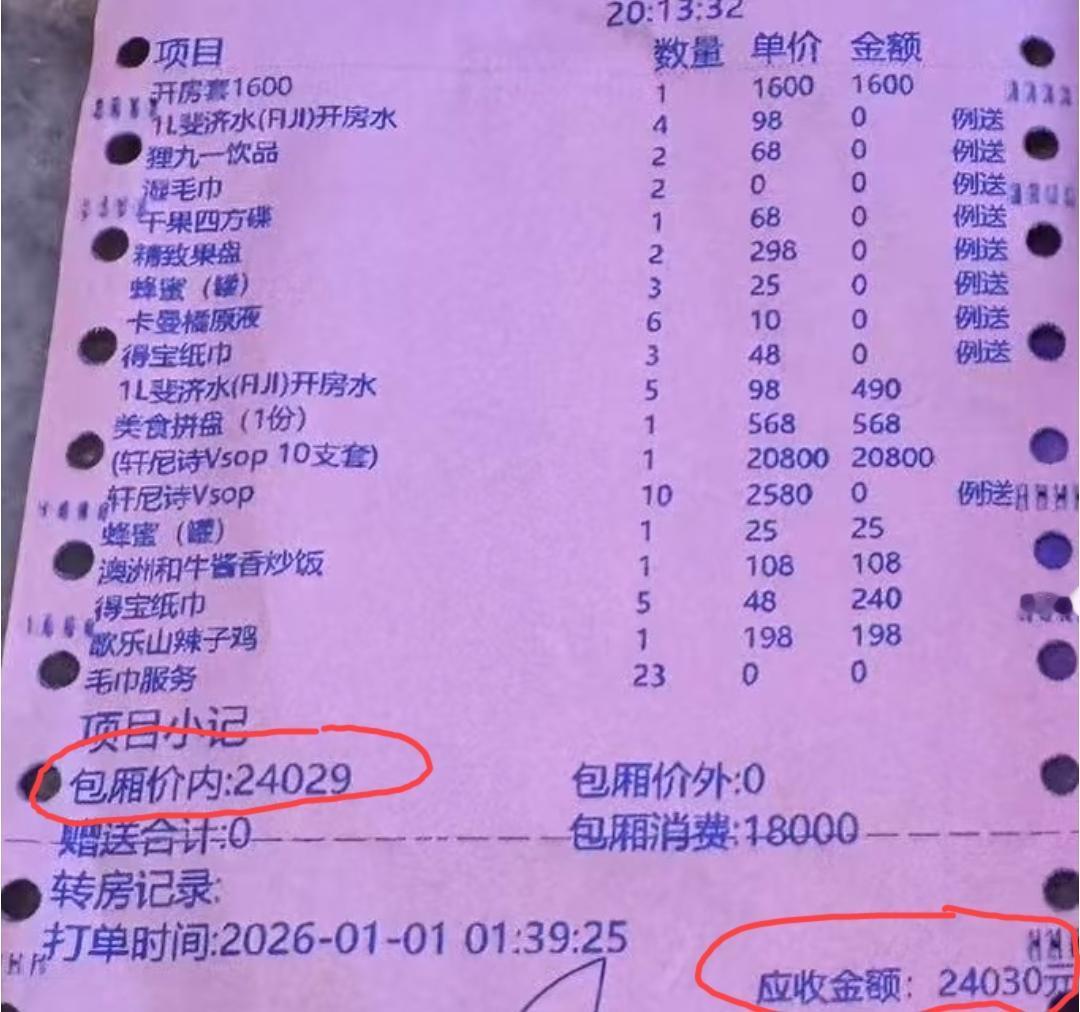 20:13:32
项目 数量 单价 金额
开房套1600 1 1600 1600
1L斐济水(FIJI)开房水 4 98 0 例送
狸九一饮品 2 68 0 例送
湿毛巾 2 0 0 例送
干果四方碟 1 68 0 例送
精致果盘 2 298 0 例送
蜂蜜（罐） 3 25 0 例送
卡曼橘原液 6 10 0 例送
得宝纸巾 3 48 0 例送
1L斐济水(FIJI)开房水 5 98 490
美食拼盘（1份） 1 568 568
(轩尼诗Vsop 10支套) 1 20800 20800
轩尼诗Vsop 10 2580 0 例送
蜂蜜（罐） 1 25 25
澳洲和牛酱香炒饭 1 108 108
得宝纸巾 5 48 240
歌乐山辣子鸡 1 198 198
毛巾服务 23 0 0
项目小记
包厢价内:24029 包厢价外:0
赠送合计:0 包厢消费:18000
转房记录:
打单时间:2026-01-01 01:39:25
应收金额：24030元